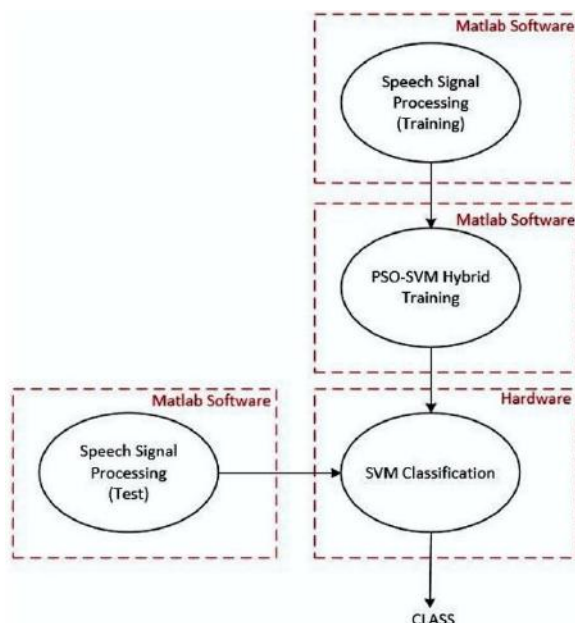 Matlab Software
Speech Signal
Processing
(Training)
Matlab Software
PSO-SVM Hybrid
Training
Matlab Software
Speech Signal
Processing
(Test)
Hardware
SVM Classification
CLASS